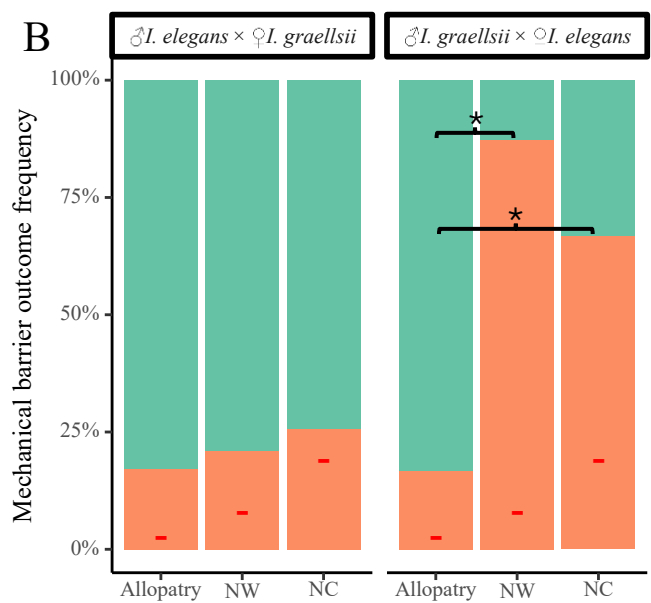 B
♂I. elegans × ♀I. graellsii
♂I. graellsii × ♀I. elegans
Mechanical barrier outcome frequency
100%
75%
50%
25%
0%
*
*
Allopatry NW NC
Allopatry NW NC